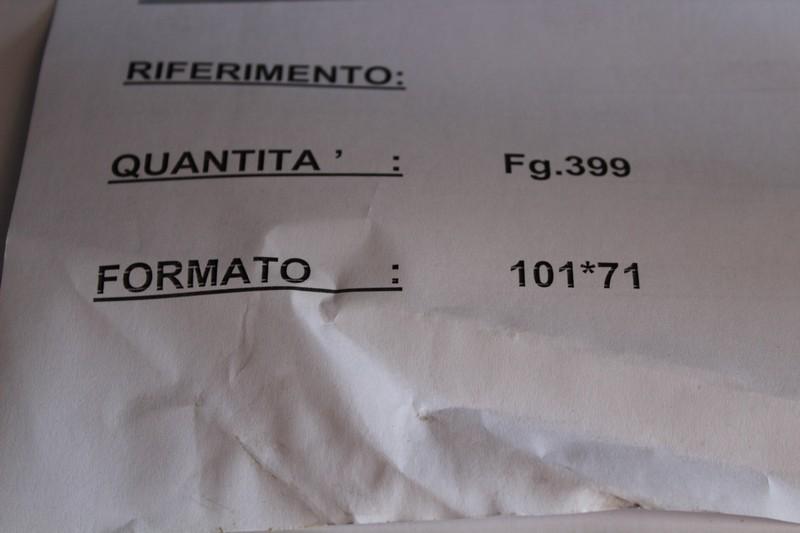 RIFERIMENTO:
QUANTITA ' : Fg.399
FORMATO : 101*71